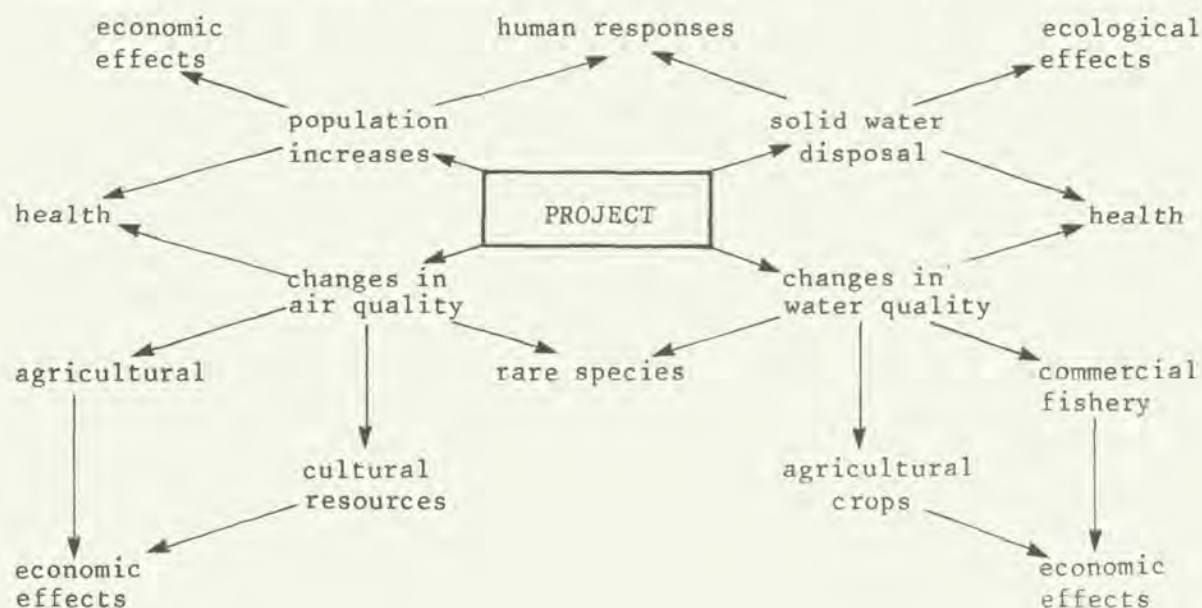 economic
effects
human responses
ecological
effects
population
increases
solid water
disposal
health
PROJECT
health
changes in
air quality
changes in
water quality
agricultural
rare species
commercial
fishery
cultural
resources
agricultural
crops
economic
effects
economic
effects